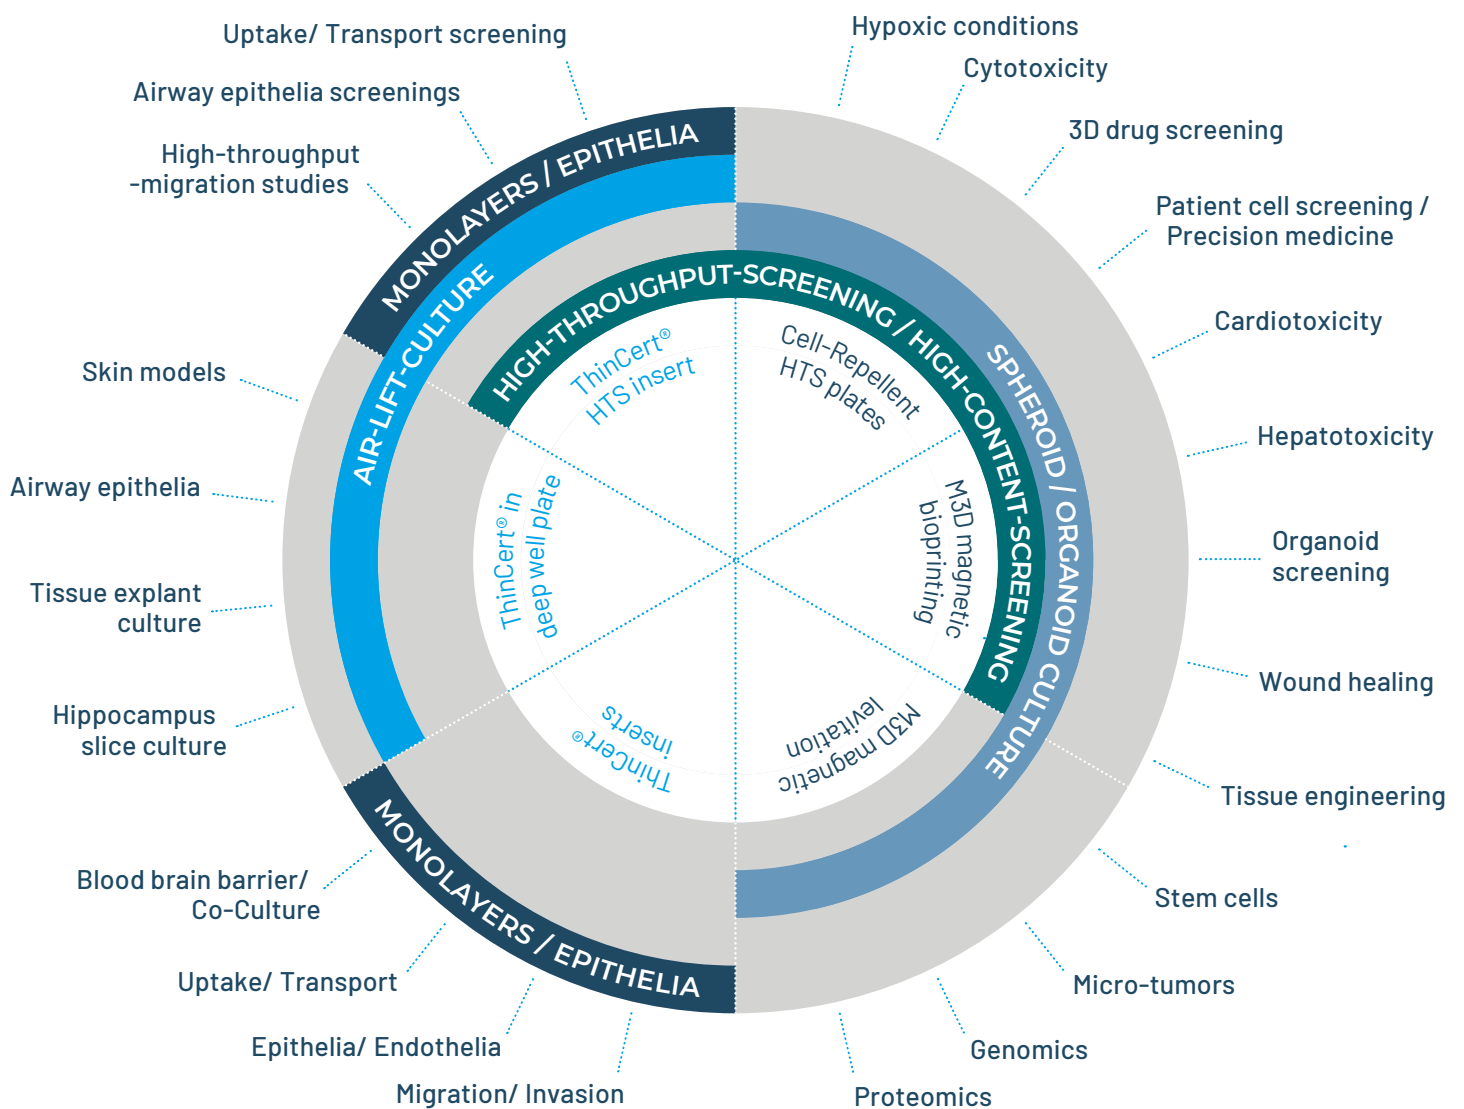 Uptake/ Transport screening
Airway epithelia screenings
High-throughput
-migration studies
Skin models
Airway epithelia
Tissue explant
culture
Hippocampus
slice culture
Blood brain barrier/
Co-Culture
Uptake/ Transport
Epithelia/ Endothelia
Migration/ Invasion
Hypoxic conditions
Cytotoxicity
3D drug screening
Patient cell screening /
Precision medicine
Cardiotoxicity
Hepatotoxicity
Organoid
screening
Wound healing
Tissue engineering
Stem cells
Micro-tumors
Genomics
Proteomics
MONOLAYERS / EPITHELIA
AIR-LIFT-CULTURE
HIGH-THROUGHPUT-SCREENING / HIGH-CONTENT-SCREENING
SPHEROID / ORGANOID CULTURE
MONOLAYERS / EPITHELIA
ThinCert®
HTS insert
Cell-Repellent
HTS plates
M3D magnetic
bioprinting
M3D magnetic
levitation
ThinCert®
inserts
ThinCert® in
deep well plate